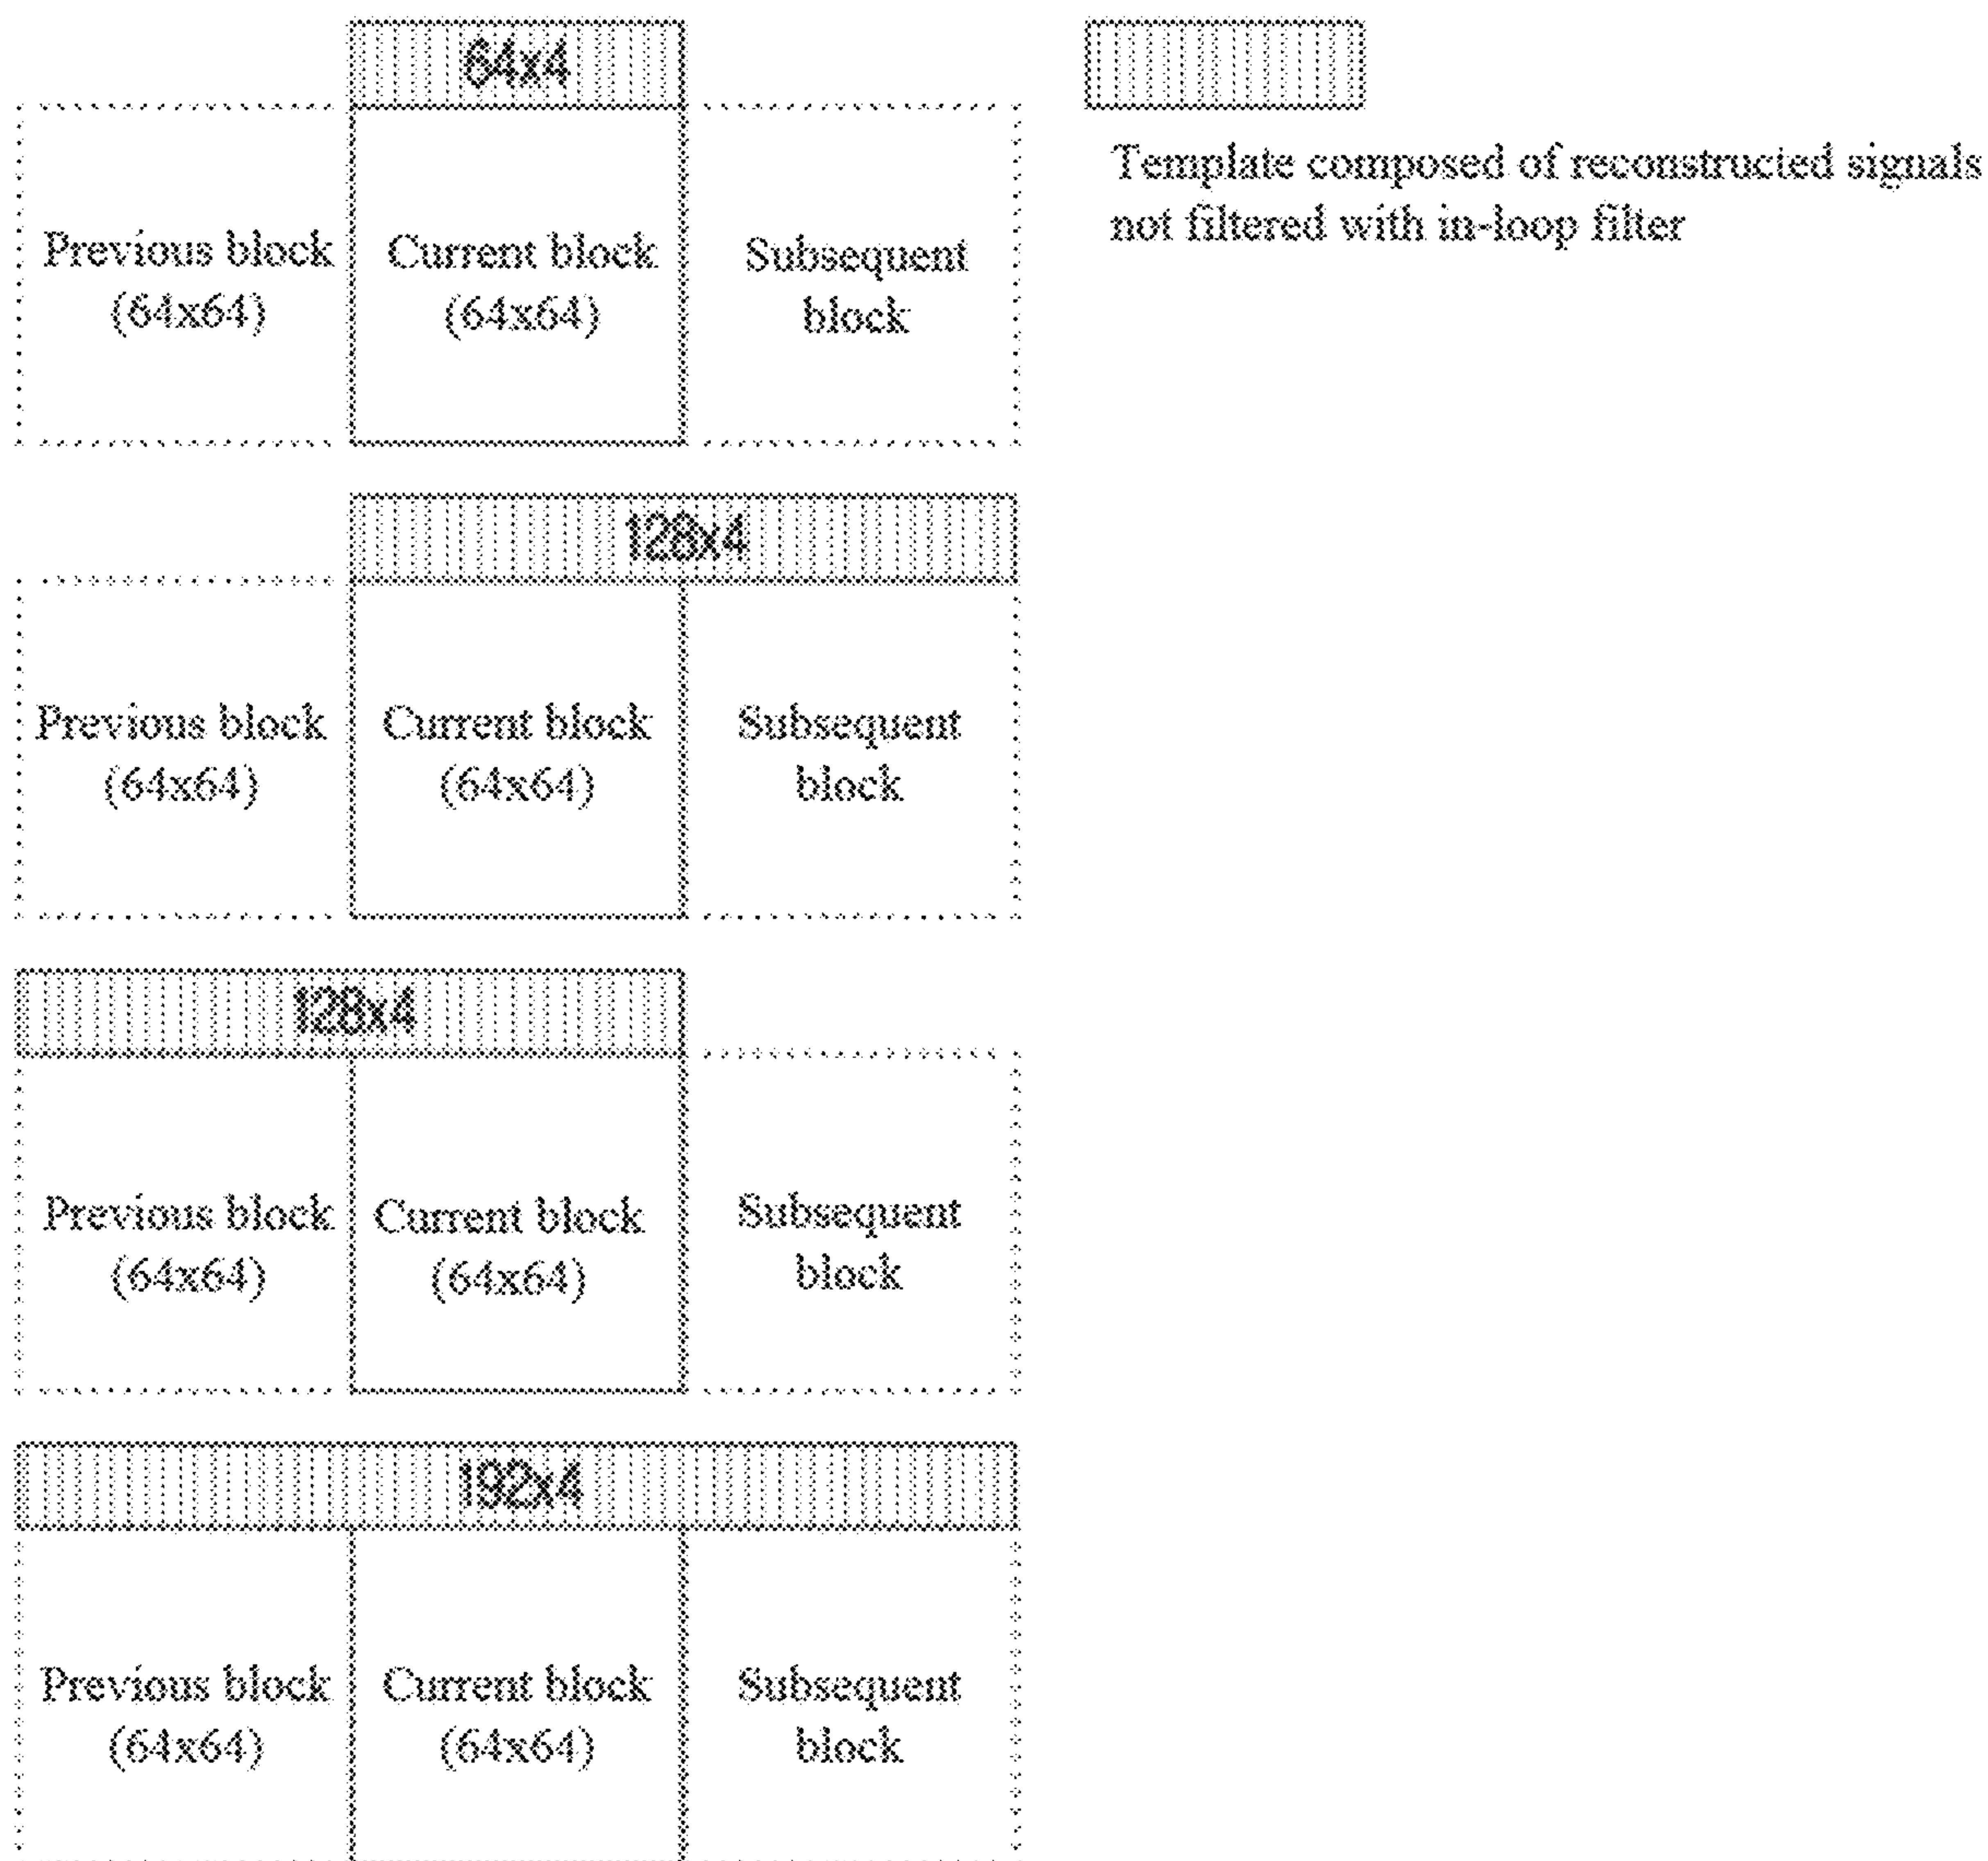 64x4
Template composed of reconstructed signals
not filtered with in-loop filter
Previous block
(64x64)
Current block
(64x64)
Subsequent
block
128x4
Previous block
(64x64)
Current block
(64x64)
Subsequent
block
128x4
Previous block
(64x64)
Current block
(64x64)
Subsequent
block
192x4
Previous block
(64x64)
Current block
(64x64)
Subsequent
block